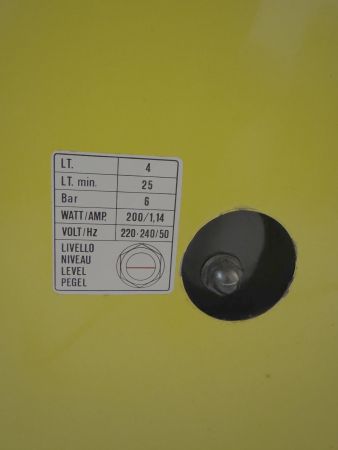 LT. 4
LT. min. 25
Bar 6
WATT/AMP. 200/1,14
VOLT/Hz 220-240/50
LIVELLO
NIVEAU
LEVEL
PEGEL